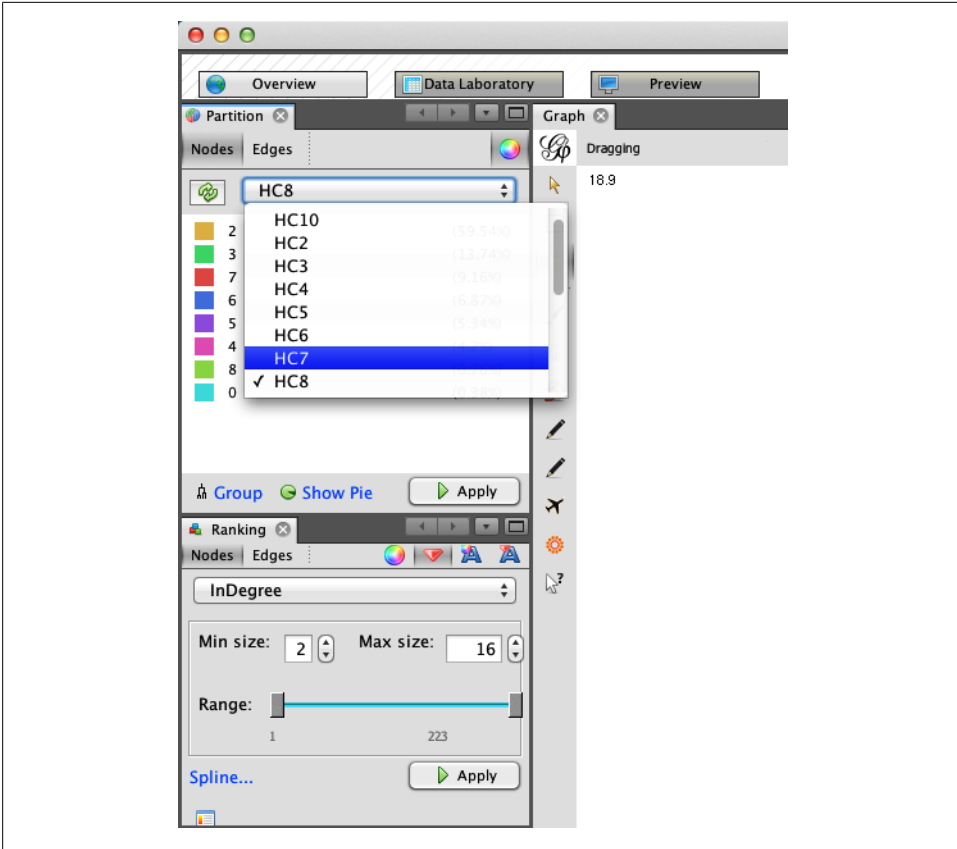 Overview
Data Laboratory
Preview
Partition
Graph
Nodes Edges
Dragging
HC8
18.9
HC10
HC2
HC3
HC4
HC5
HC6
HC7
✓ HC8
2 (59.54%)
3 (13.74%)
7 (9.16%)
6 (6.87%)
5 (5.34%)
4
8
0
Group
Show Pie
Apply
Ranking
Nodes Edges
InDegree
Min size: 2 Max size: 16
Range:
1 223
Spline...
Apply